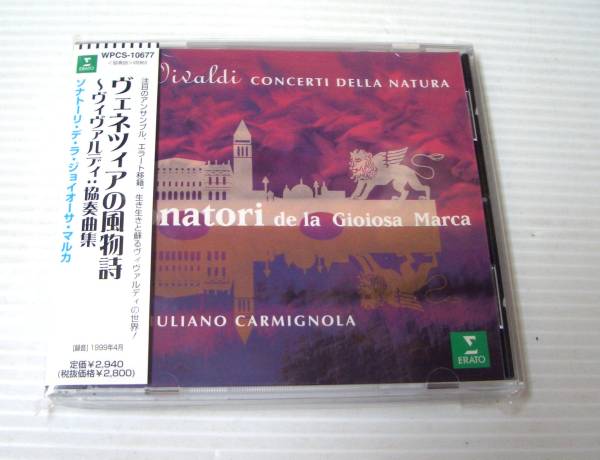 WPCS-10677
ERATO
注目のアンサンブル、エラート移籍。生き生きと蘇るヴィヴァルディの世界!
ヴェネツィアの風物詩
〜ヴィヴァルディ:協奏曲集
ソナトーリ・デ・ラ・ジョイオーサ・マルカ
[録音] 1999年4月
定価¥2,940
(税抜価格¥2,800)
Vivaldi CONCERTI DELLA NATURA
natori de la Gioiosa Marca
IULIANO CARMIGNOLA
ERATO